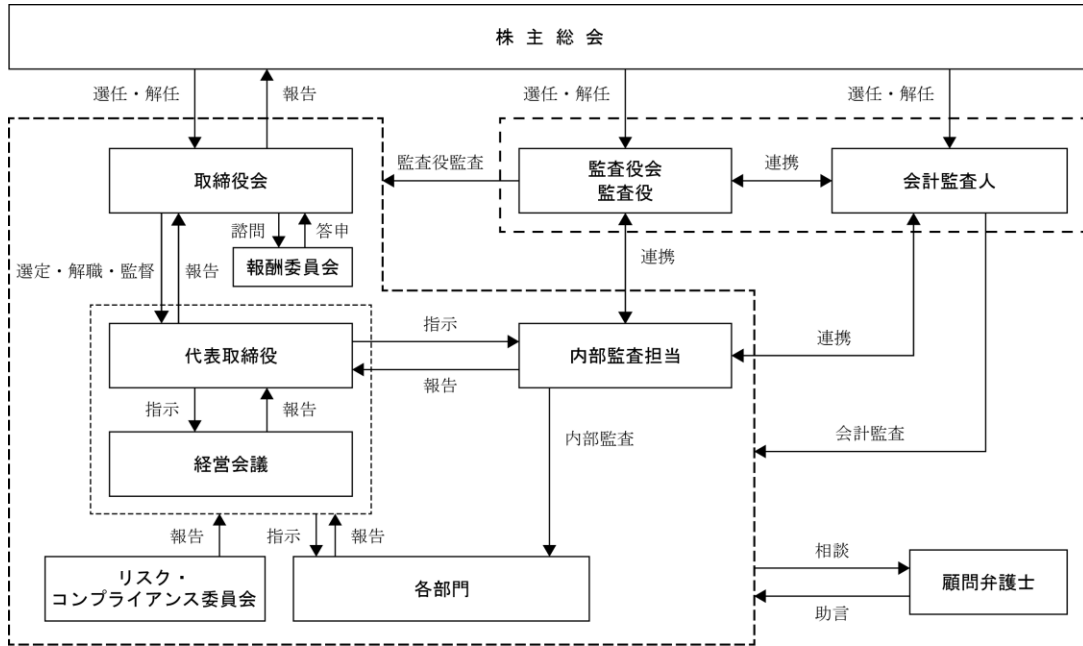 株主総会
選任・解任
報告
選任・解任
選任・解任
取締役会
監査役監査
監査役会
監査役
連携
会計監査人
諮問
答申
報酬委員会
選定・解職・監督
報告
連携
代表取締役
指示
報告
内部監査担当
連携
指示
報告
経営会議
内部監査
会計監査
報告
指示
報告
リスク・
コンプライアンス委員会
各部門
相談
助言
顧問弁護士